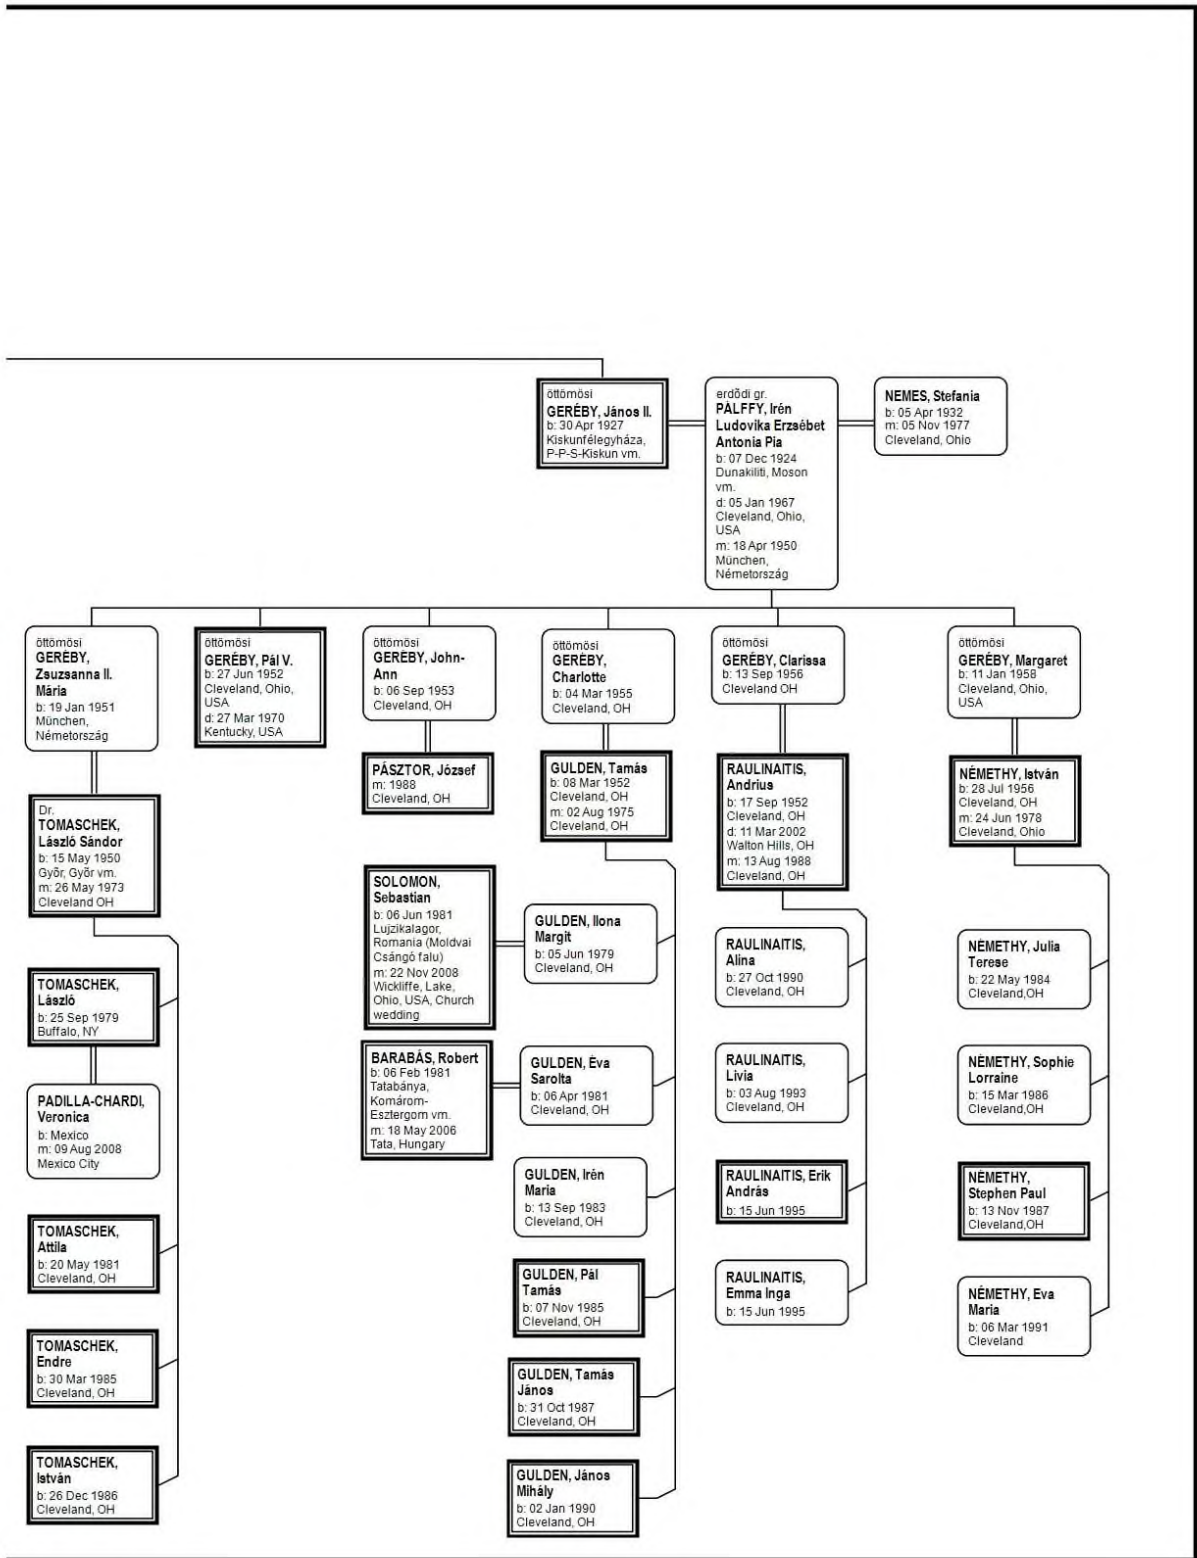 öttömösi
GERÉBY, János II.
b: 30 Apr 1927
Kiskunfélegyháza,
P-P-S-Kiskun vm.
erdõdi gr.
PÁLFFY, Irén
Ludovika Erzsébet
Antonia Pia
b: 07 Dec 1924
Dunakiliti, Moson
vm.
d: 05 Jan 1967
Cleveland, Ohio,
USA
m: 18 Apr 1950
München,
Németország
NEMES, Stefania
b: 05 Apr 1932
m: 05 Nov 1977
Cleveland, Ohio
öttömösi
GERÉBY,
Zsuzsanna II.
Mária
b: 19 Jan 1951
München,
Németország
öttömösi
GERÉBY, Pál V.
b: 27 Jun 1952
Cleveland, Ohio,
USA
d: 27 Mar 1970
Kentucky, USA
öttömösi
GERÉBY, John-
Ann
b: 06 Sep 1953
Cleveland, OH
öttömösi
GERÉBY,
Charlotte
b: 04 Mar 1955
Cleveland, OH
öttömösi
GERÉBY, Clarissa
b: 13 Sep 1956
Cleveland OH
öttömösi
GERÉBY, Margaret
b: 11 Jan 1958
Cleveland, Ohio,
USA
Dr.
TOMASCHEK,
László Sándor
b: 15 May 1950
Gyõr, Gyõr vm.
m: 26 May 1973
Cleveland OH
PÁSZTOR, József
m: 1988
Cleveland, OH
GULDEN, Tamás
b: 08 Mar 1952
Cleveland, OH
m: 02 Aug 1975
Cleveland, OH
RAULINAITIS,
Andrius
b: 17 Sep 1952
Cleveland, OH
d: 11 Mar 2002
Walton Hills, OH
m: 13 Aug 1988
Cleveland, OH
NÉMETHY, István
b: 28 Jul 1956
Cleveland, OH
m: 24 Jun 1978
Cleveland, Ohio
TOMASCHEK,
László
b: 25 Sep 1979
Buffalo, NY
PADILLA-CHARDI,
Veronica
b: Mexico
m: 09 Aug 2008
Mexico City
TOMASCHEK,
Attila
b: 20 May 1981
Cleveland, OH
TOMASCHEK,
Endre
b: 30 Mar 1985
Cleveland, OH
TOMASCHEK,
István
b: 26 Dec 1986
Cleveland, OH
SOLOMON,
Sebastian
b: 06 Jun 1981
Lujzikalagor,
Romania (Moldvai
Csángó falu)
m: 22 Nov 2008
Wickliffe, Lake,
Ohio, USA, Church
wedding
GULDEN, Ilona
Margit
b: 05 Jun 1979
Cleveland, OH
BARABÁS, Robert
b: 06 Feb 1981
Tatabánya,
Komárom-
Esztergom vm.
m: 18 May 2006
Tata, Hungary
GULDEN, Éva
Sarolta
b: 06 Apr 1981
Cleveland, OH
GULDEN, Irén
Maria
b: 13 Sep 1983
Cleveland, OH
GULDEN, Pál
Tamás
b: 07 Nov 1985
Cleveland, OH
GULDEN, Tamás
János
b: 31 Oct 1987
Cleveland, OH
GULDEN, János
Mihály
b: 02 Jan 1990
Cleveland, OH
RAULINAITIS,
Alina
b: 27 Oct 1990
Cleveland, OH
RAULINAITIS,
Livia
b: 03 Aug 1993
Cleveland, OH
RAULINAITIS, Erik
András
b: 15 Jun 1995
RAULINAITIS,
Emma Inga
b: 15 Jun 1995
NÉMETHY, Julia
Terese
b: 22 May 1984
Cleveland,OH
NÉMETHY, Sophie
Lorraine
b: 15 Mar 1986
Cleveland,OH
NÉMETHY,
Stephen Paul
b: 13 Nov 1987
Cleveland,OH
NÉMETHY, Eva
Maria
b: 06 Mar 1991
Cleveland